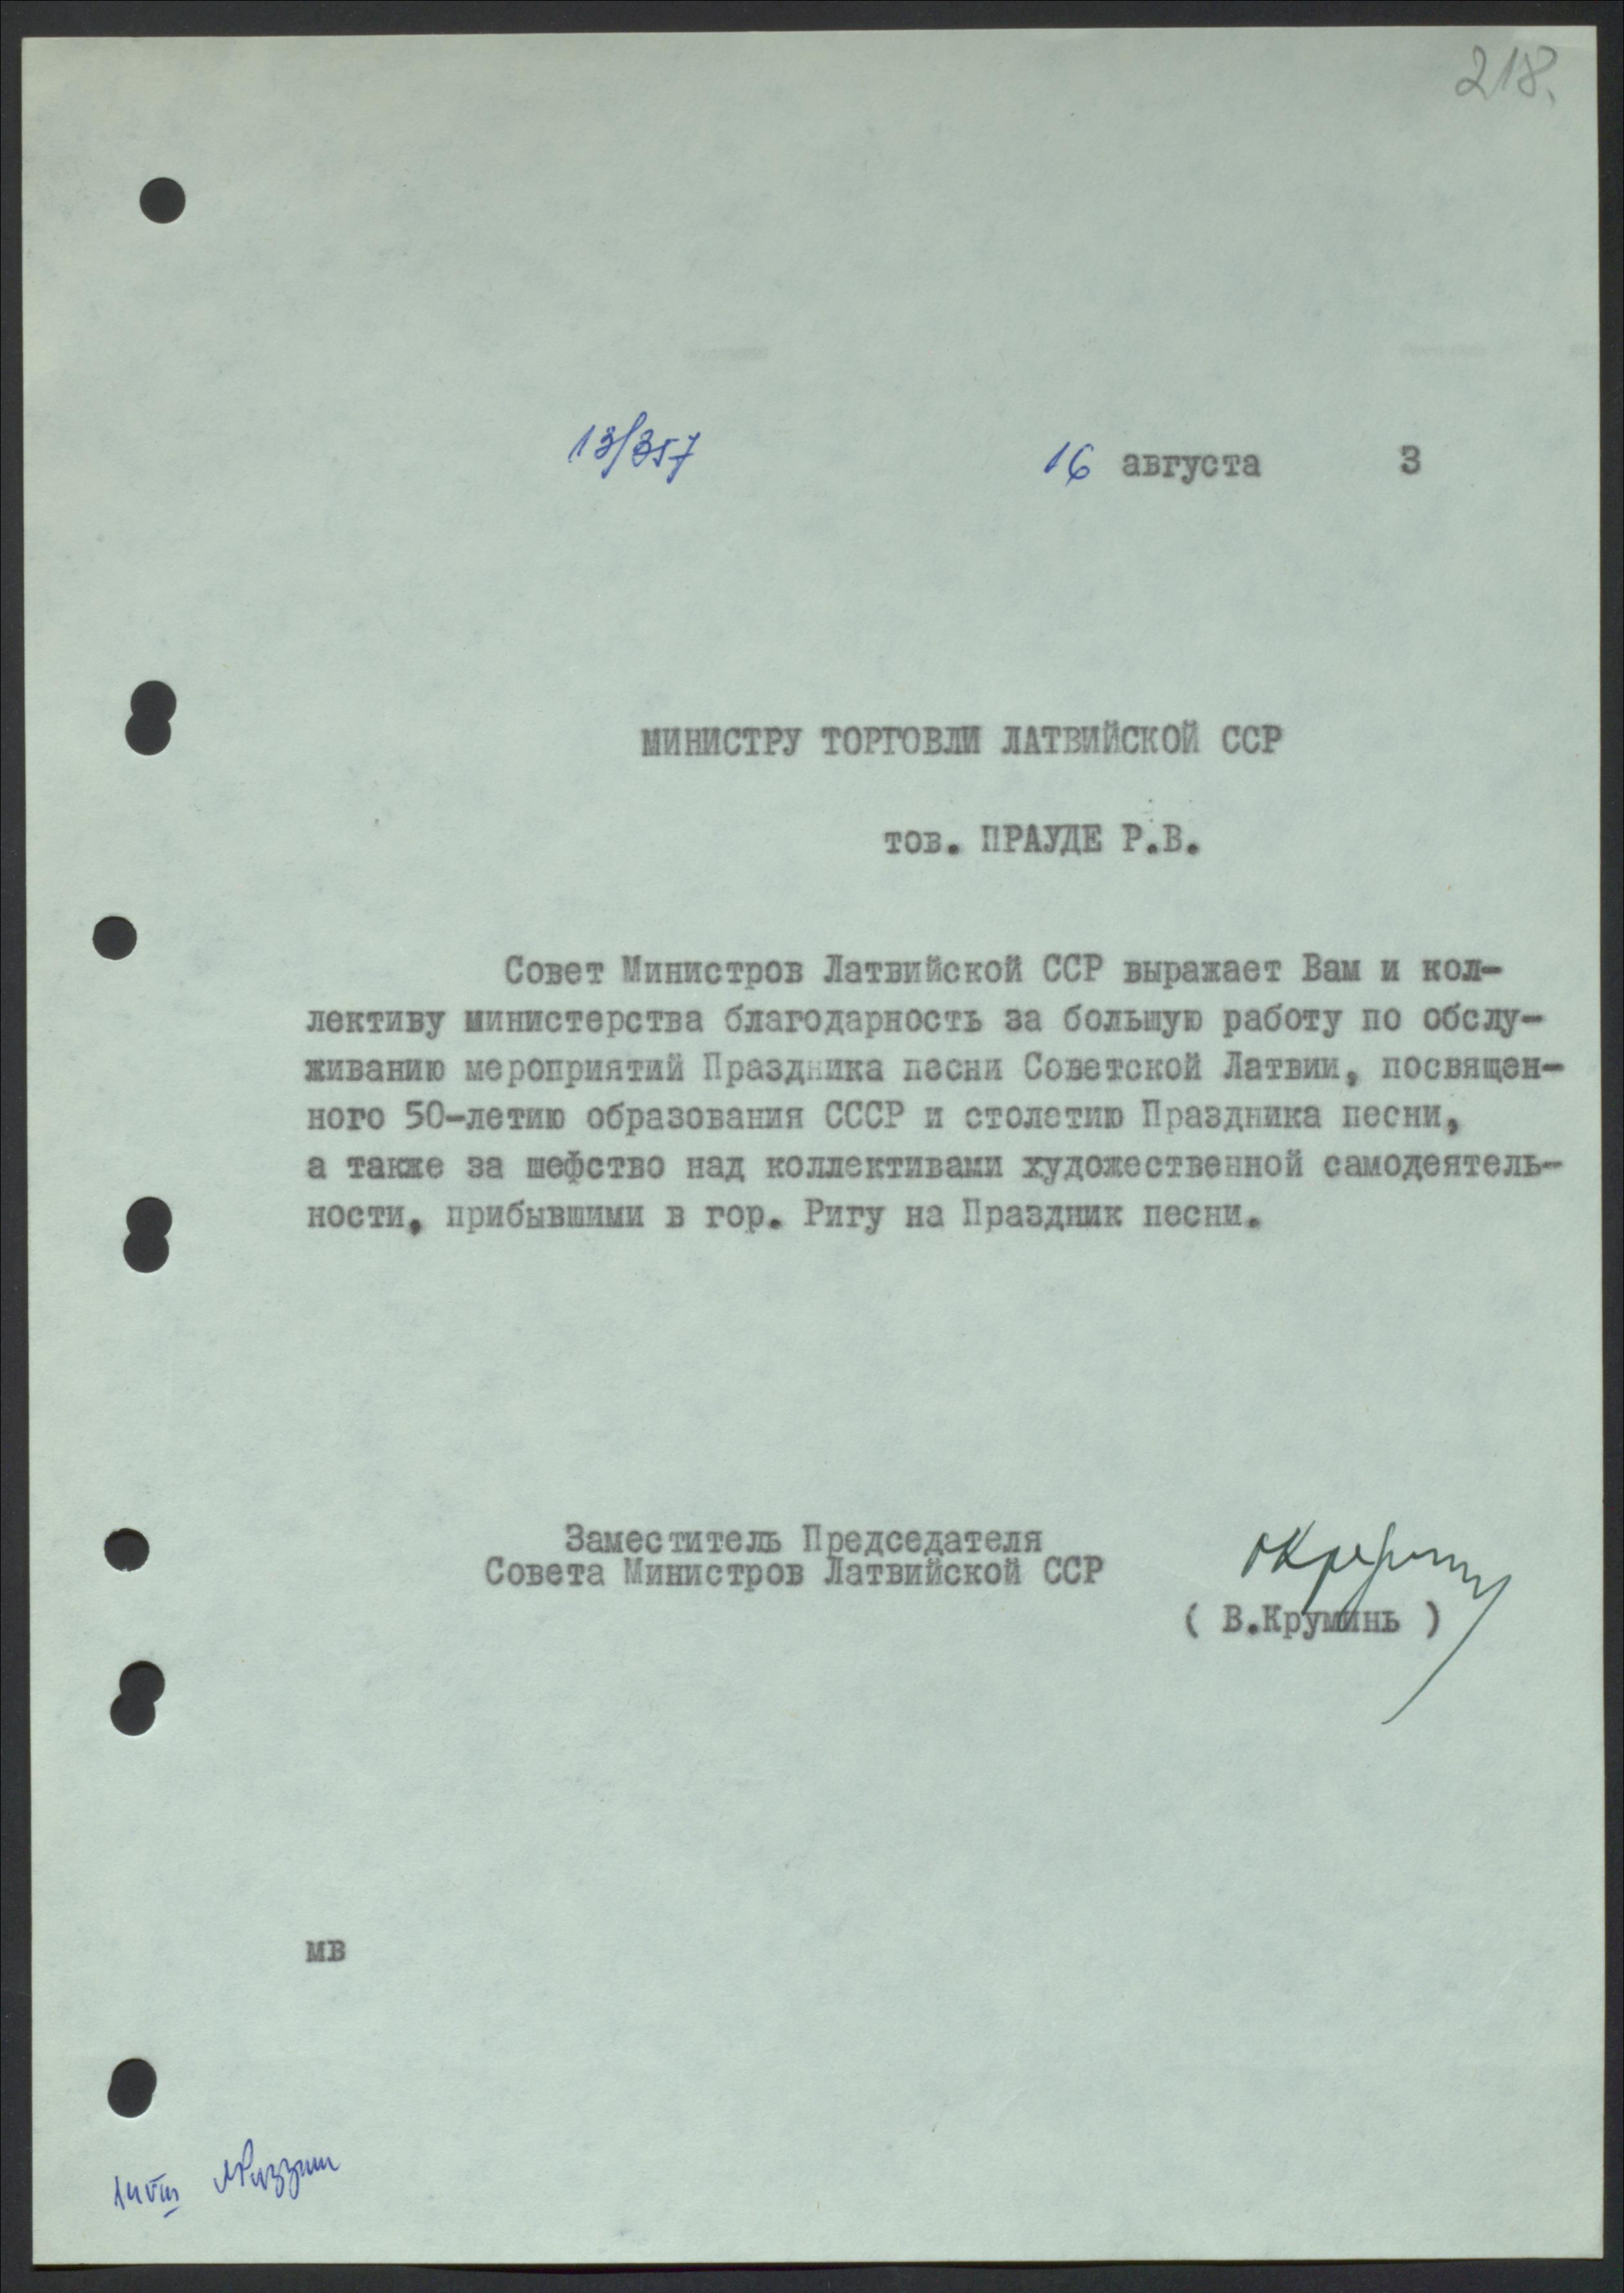 218.
13/357 16 августа 3
МИНИСТРУ ТОРГОВЛИ ЛАТВИЙСКОЙ ССР
тов. ПРАУДЕ Р.В.
Совет Министров Латвийской ССР выражает Вам и кол-
лективу министерства благодарность за большую работу по обслу-
живанию мероприятий Праздника песни Советской Латвии, посвящен-
ного 50-летию образования СССР и столетию Праздника песни,
а также за шефство над коллективами художественной самодеятель-
ности, прибывшими в гор. Ригу на Праздник песни.
Заместитель Председателя
Совета Министров Латвийской ССР
( В.Круминь )
мв
14 VIII